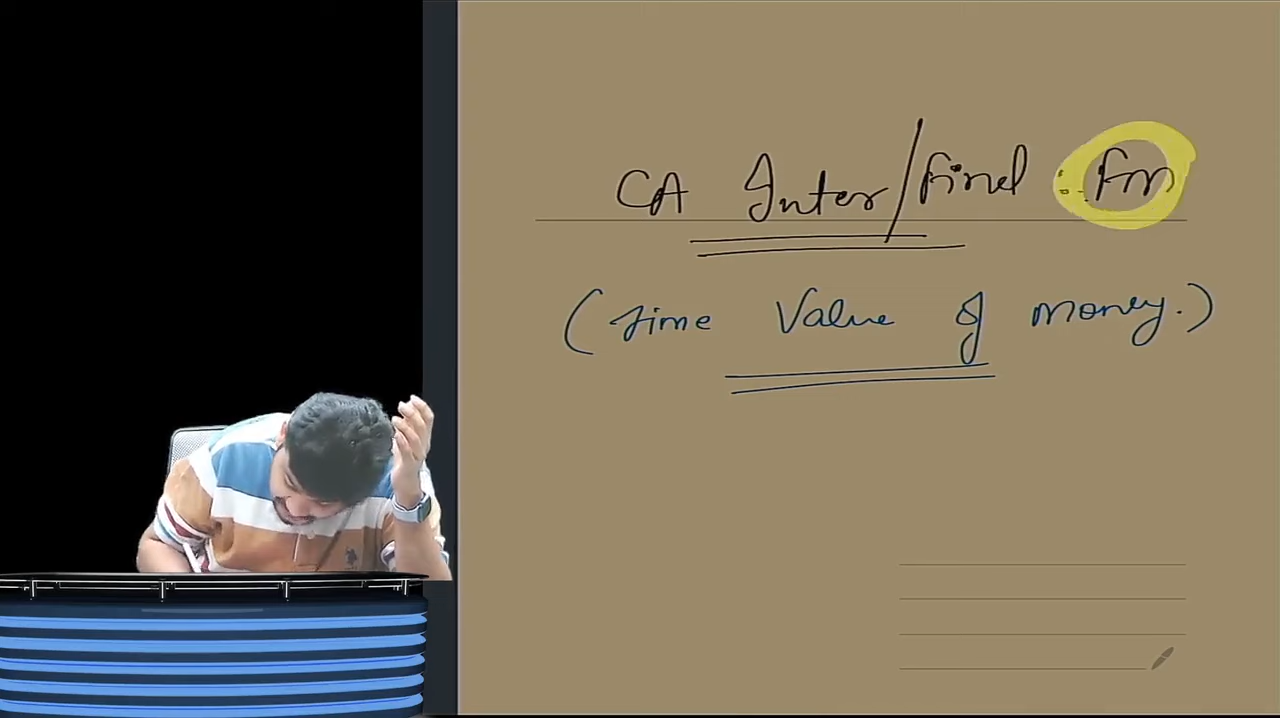 CA Inter/Final : Fm
(Time Value of Money.)